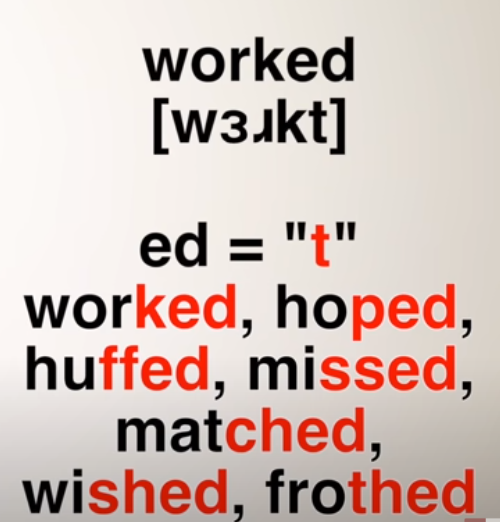 worked
[wɜɹkt]
ed = "t"
worked, hoped,
huffed, missed,
matched,
wished, frothed